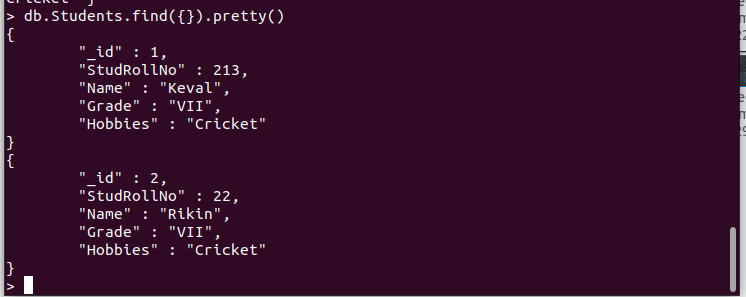 > db.Students.find({}).pretty()
{
"_id" : 1,
"StudRollNo" : 213,
"Name" : "Keval",
"Grade" : "VII",
"Hobbies" : "Cricket"
}
{
"_id" : 2,
"StudRollNo" : 22,
"Name" : "Rikin",
"Grade" : "VII",
"Hobbies" : "Cricket"
}
>